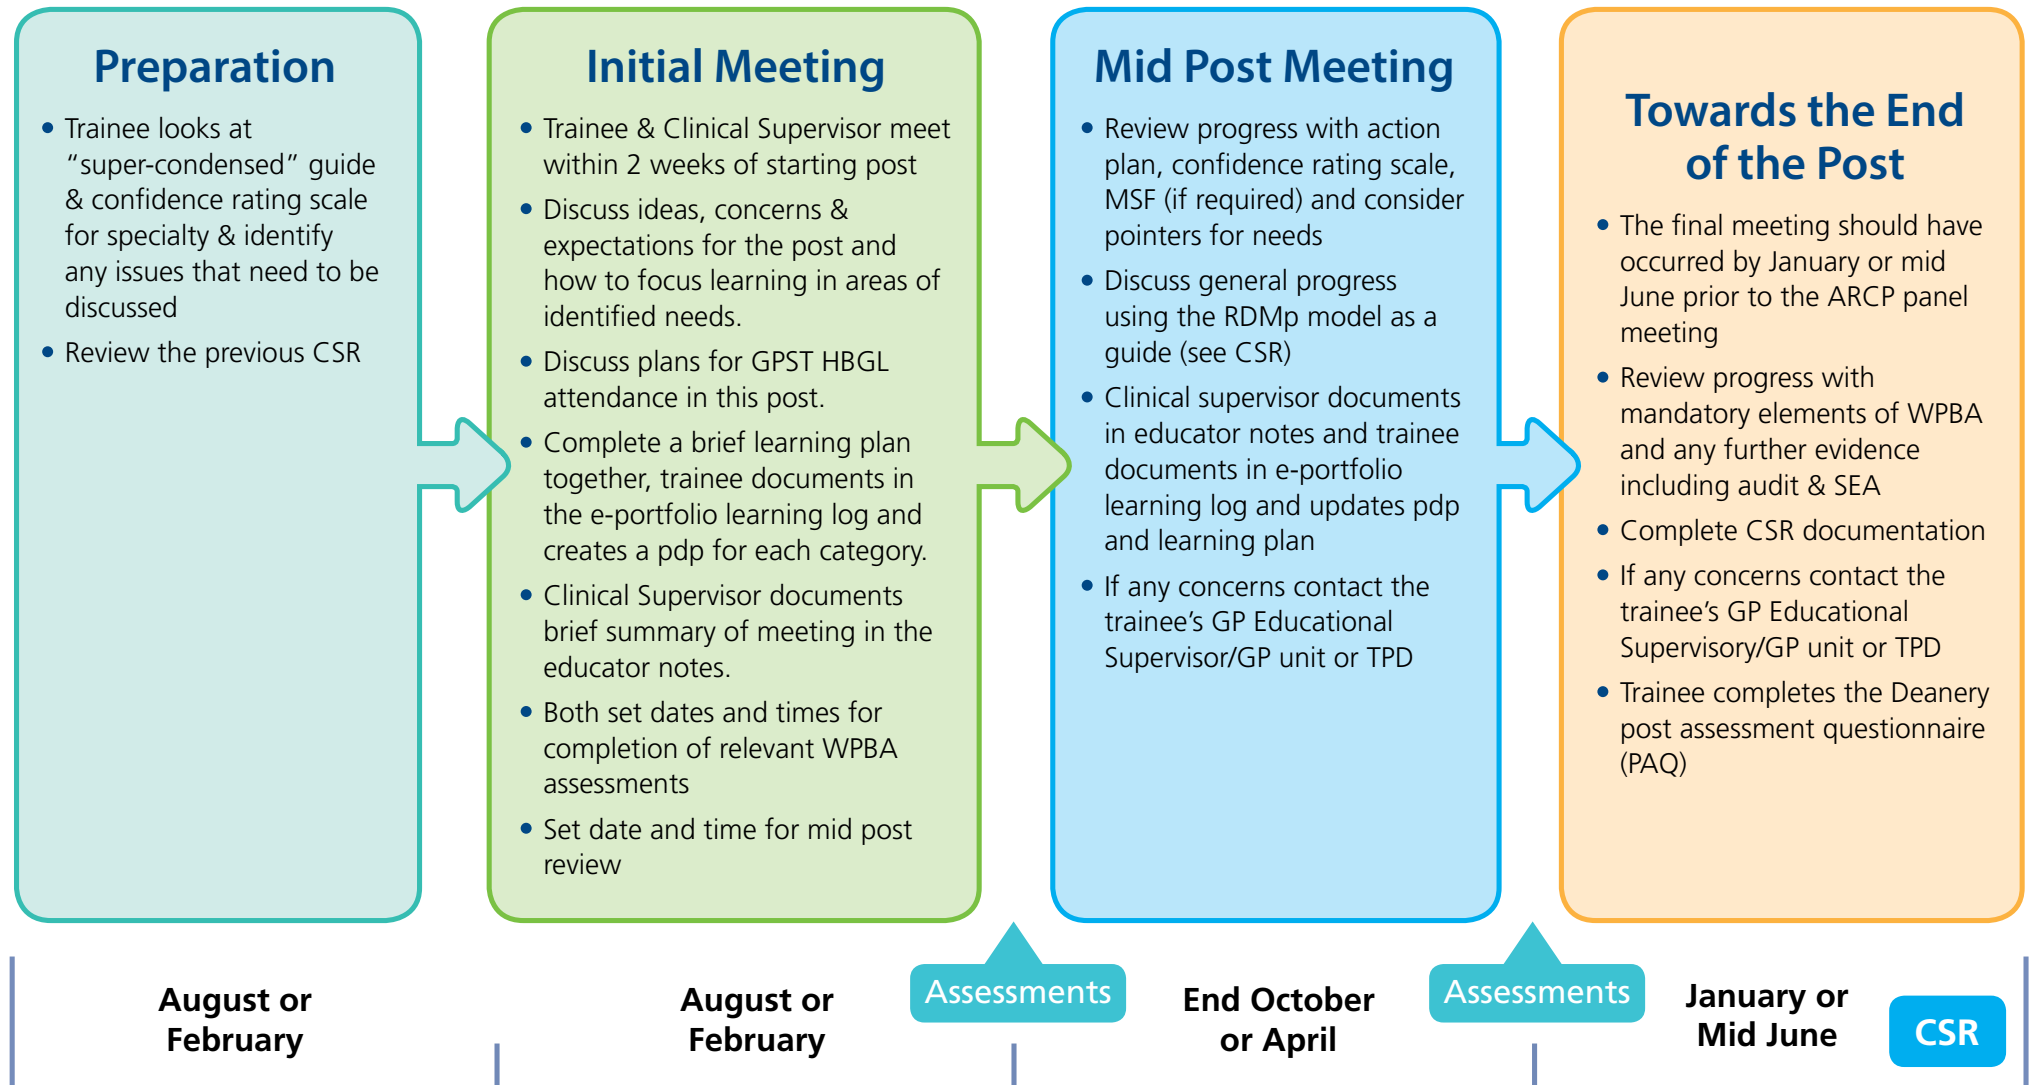 Preparation
• Trainee looks at
“super-condensed” guide
& confidence rating scale
for specialty & identify
any issues that need to be
discussed
• Review the previous CSR
Initial Meeting
• Trainee & Clinical Supervisor meet
within 2 weeks of starting post
• Discuss ideas, concerns &
expectations for the post and
how to focus learning in areas of
identified needs.
• Discuss plans for GPST HBGL
attendance in this post.
• Complete a brief learning plan
together, trainee documents in
the e-portfolio learning log and
creates a pdp for each category.
• Clinical Supervisor documents
brief summary of meeting in the
educator notes.
• Both set dates and times for
completion of relevant WPBA
assessments
• Set date and time for mid post
review
Mid Post Meeting
• Review progress with action
plan, confidence rating scale,
MSF (if required) and consider
pointers for needs
• Discuss general progress
using the RDMp model as a
guide (see CSR)
• Clinical supervisor documents
in educator notes and trainee
documents in e-portfolio
learning log and updates pdp
and learning plan
• If any concerns contact the
trainee’s GP Educational
Supervisor/GP unit or TPD
Towards the End
of the Post
• The final meeting should have
occurred by January or mid
June prior to the ARCP panel
meeting
• Review progress with
mandatory elements of WPBA
and any further evidence
including audit & SEA
• Complete CSR documentation
• If any concerns contact the
trainee’s GP Educational
Supervisory/GP unit or TPD
• Trainee completes the Deanery
post assessment questionnaire
(PAQ)
August or
February
August or
February
Assessments
End October
or April
Assessments
January or
Mid June
CSR